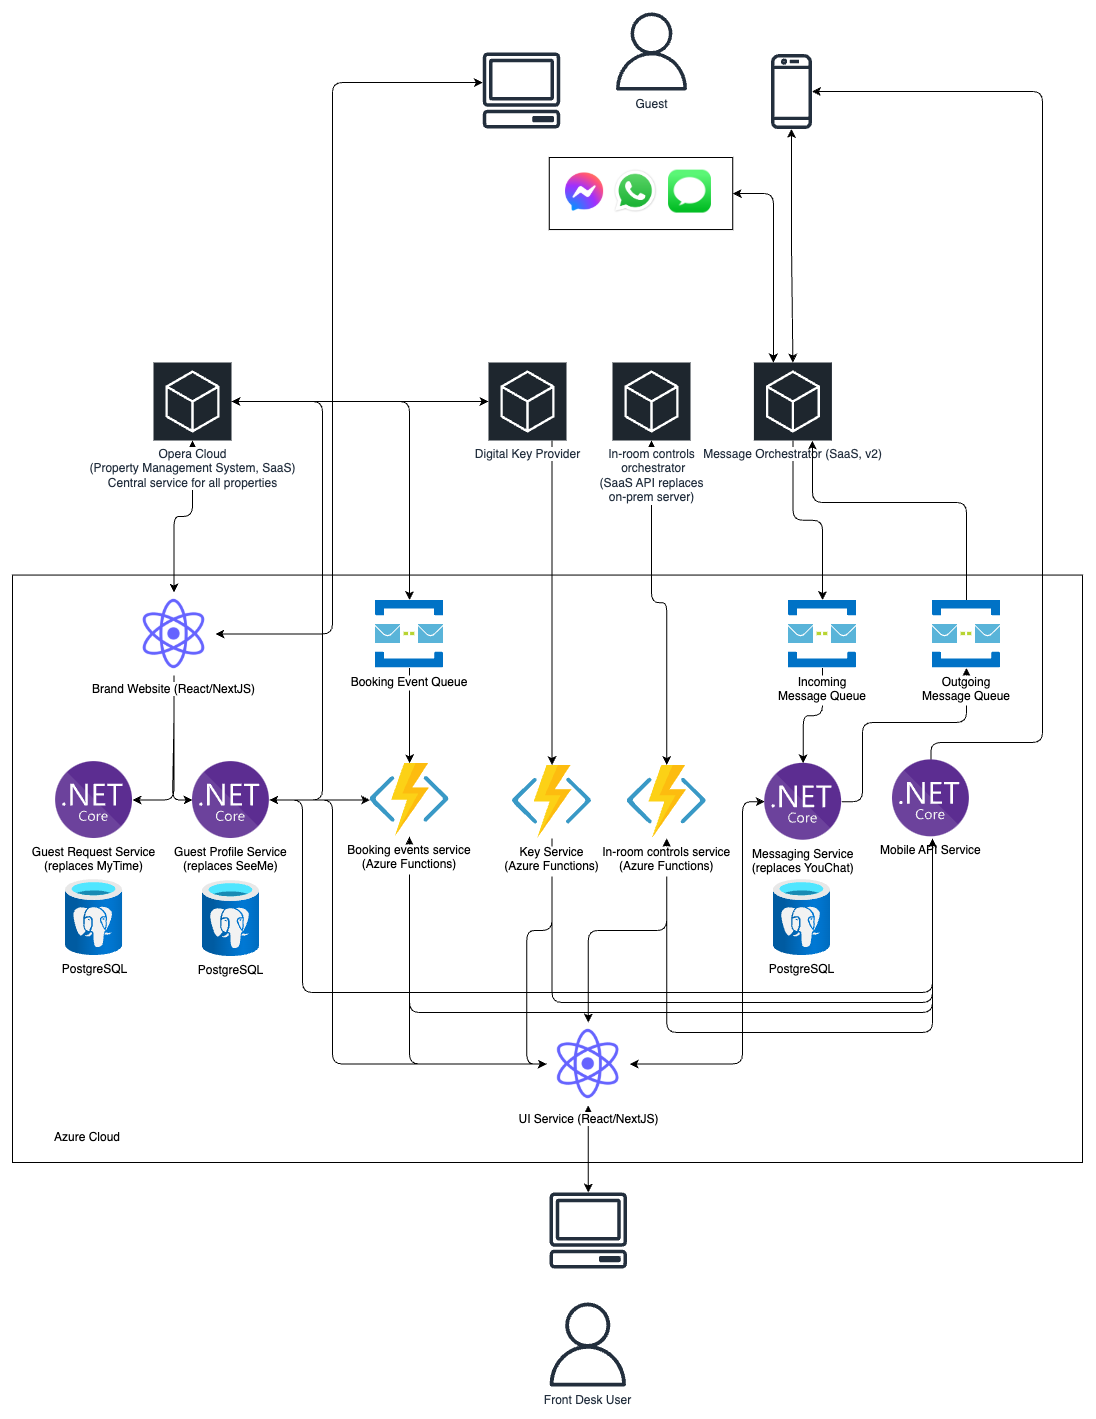 Guest
Opera Cloud
(Property Management System, SaaS)
Central service for all properties
Digital Key Provider
In-room controls
orchestrator
(SaaS API replaces
on-prem server)
Message Orchestrator (SaaS, v2)
Brand Website (React/NextJS)
Booking Event Queue
Incoming
Message Queue
Outgoing
Message Queue
.NET
Core
Guest Request Service
(replaces MyTime)
PostgreSQL
.NET
Core
Guest Profile Service
(replaces SeeMe)
PostgreSQL
Booking events service
(Azure Functions)
Key Service
(Azure Functions)
In-room controls service
(Azure Functions)
.NET
Core
Messaging Service
(replaces YouChat)
PostgreSQL
.NET
Core
Mobile API Service
UI Service (React/NextJS)
Azure Cloud
Front Desk User